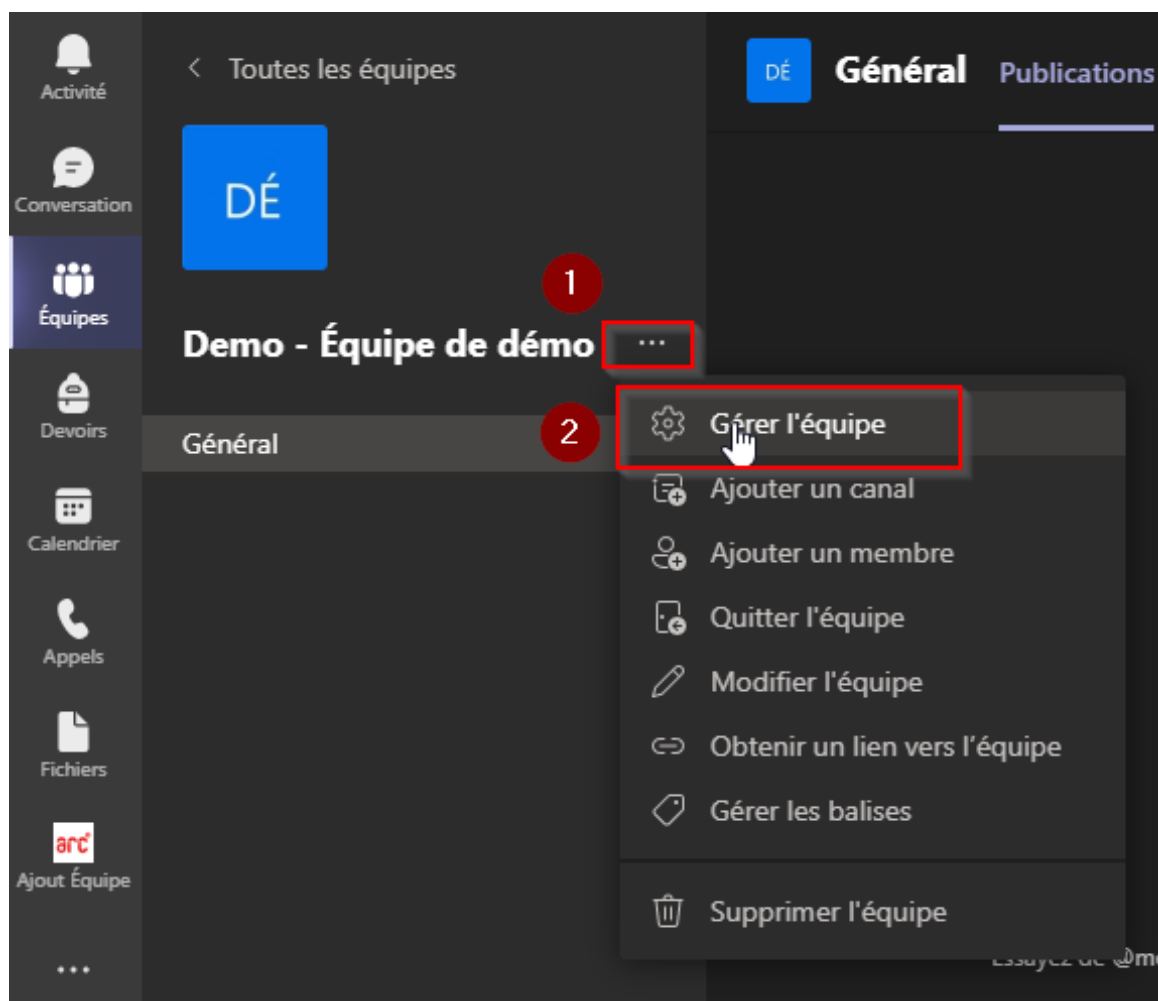 Activité
Conversation
Équipes
Devoirs
Calendrier
Appels
Fichiers
arc
Ajout Équipe
...
< Toutes les équipes
DÉ
1
Demo - Équipe de démo ...
Général
2
DÉ Général Publications
Gérer l'équipe
Ajouter un canal
Ajouter un membre
Quitter l'équipe
Modifier l'équipe
Obtenir un lien vers l’équipe
Gérer les balises
Supprimer l'équipe